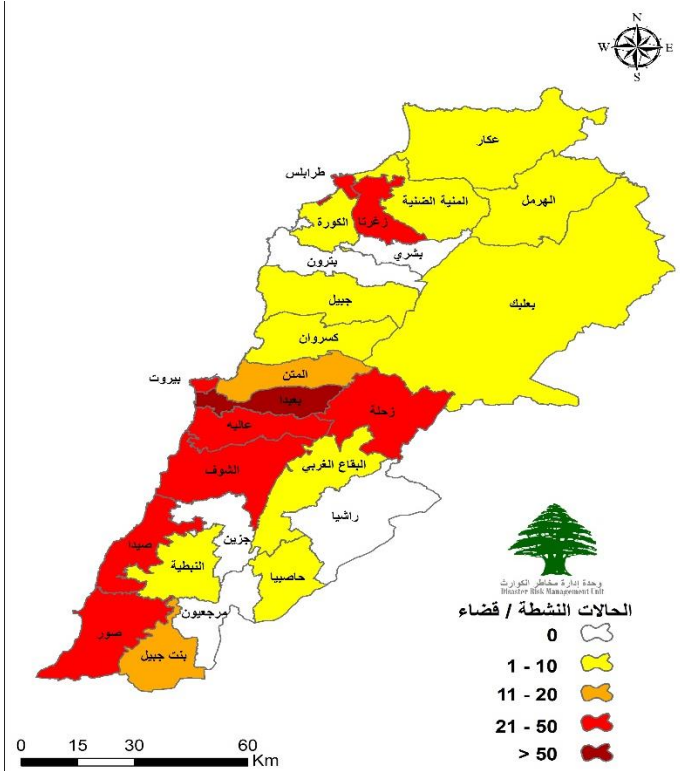 N
W E
S
عكار
طرابلس
المنية الضنية
الهرمل
زغرتا
الكورة
بشري
بترون
جبيل
بعلبك
كسروان
المتن
بيروت
بعبدا
زحلة
عاليه
الشوف
البقاع الغربي
راشيا
جزين
صيدا
النبطية
حاصبيا
مرجعيون
صور
بنت جبيل
وحدة إدارة مخاطر الكوارث
Disaster Risk Management Unit
الحالات النشطة / قضاء
0
1 - 10
11 - 20
21 - 50
> 50
0 15 30 60
Km